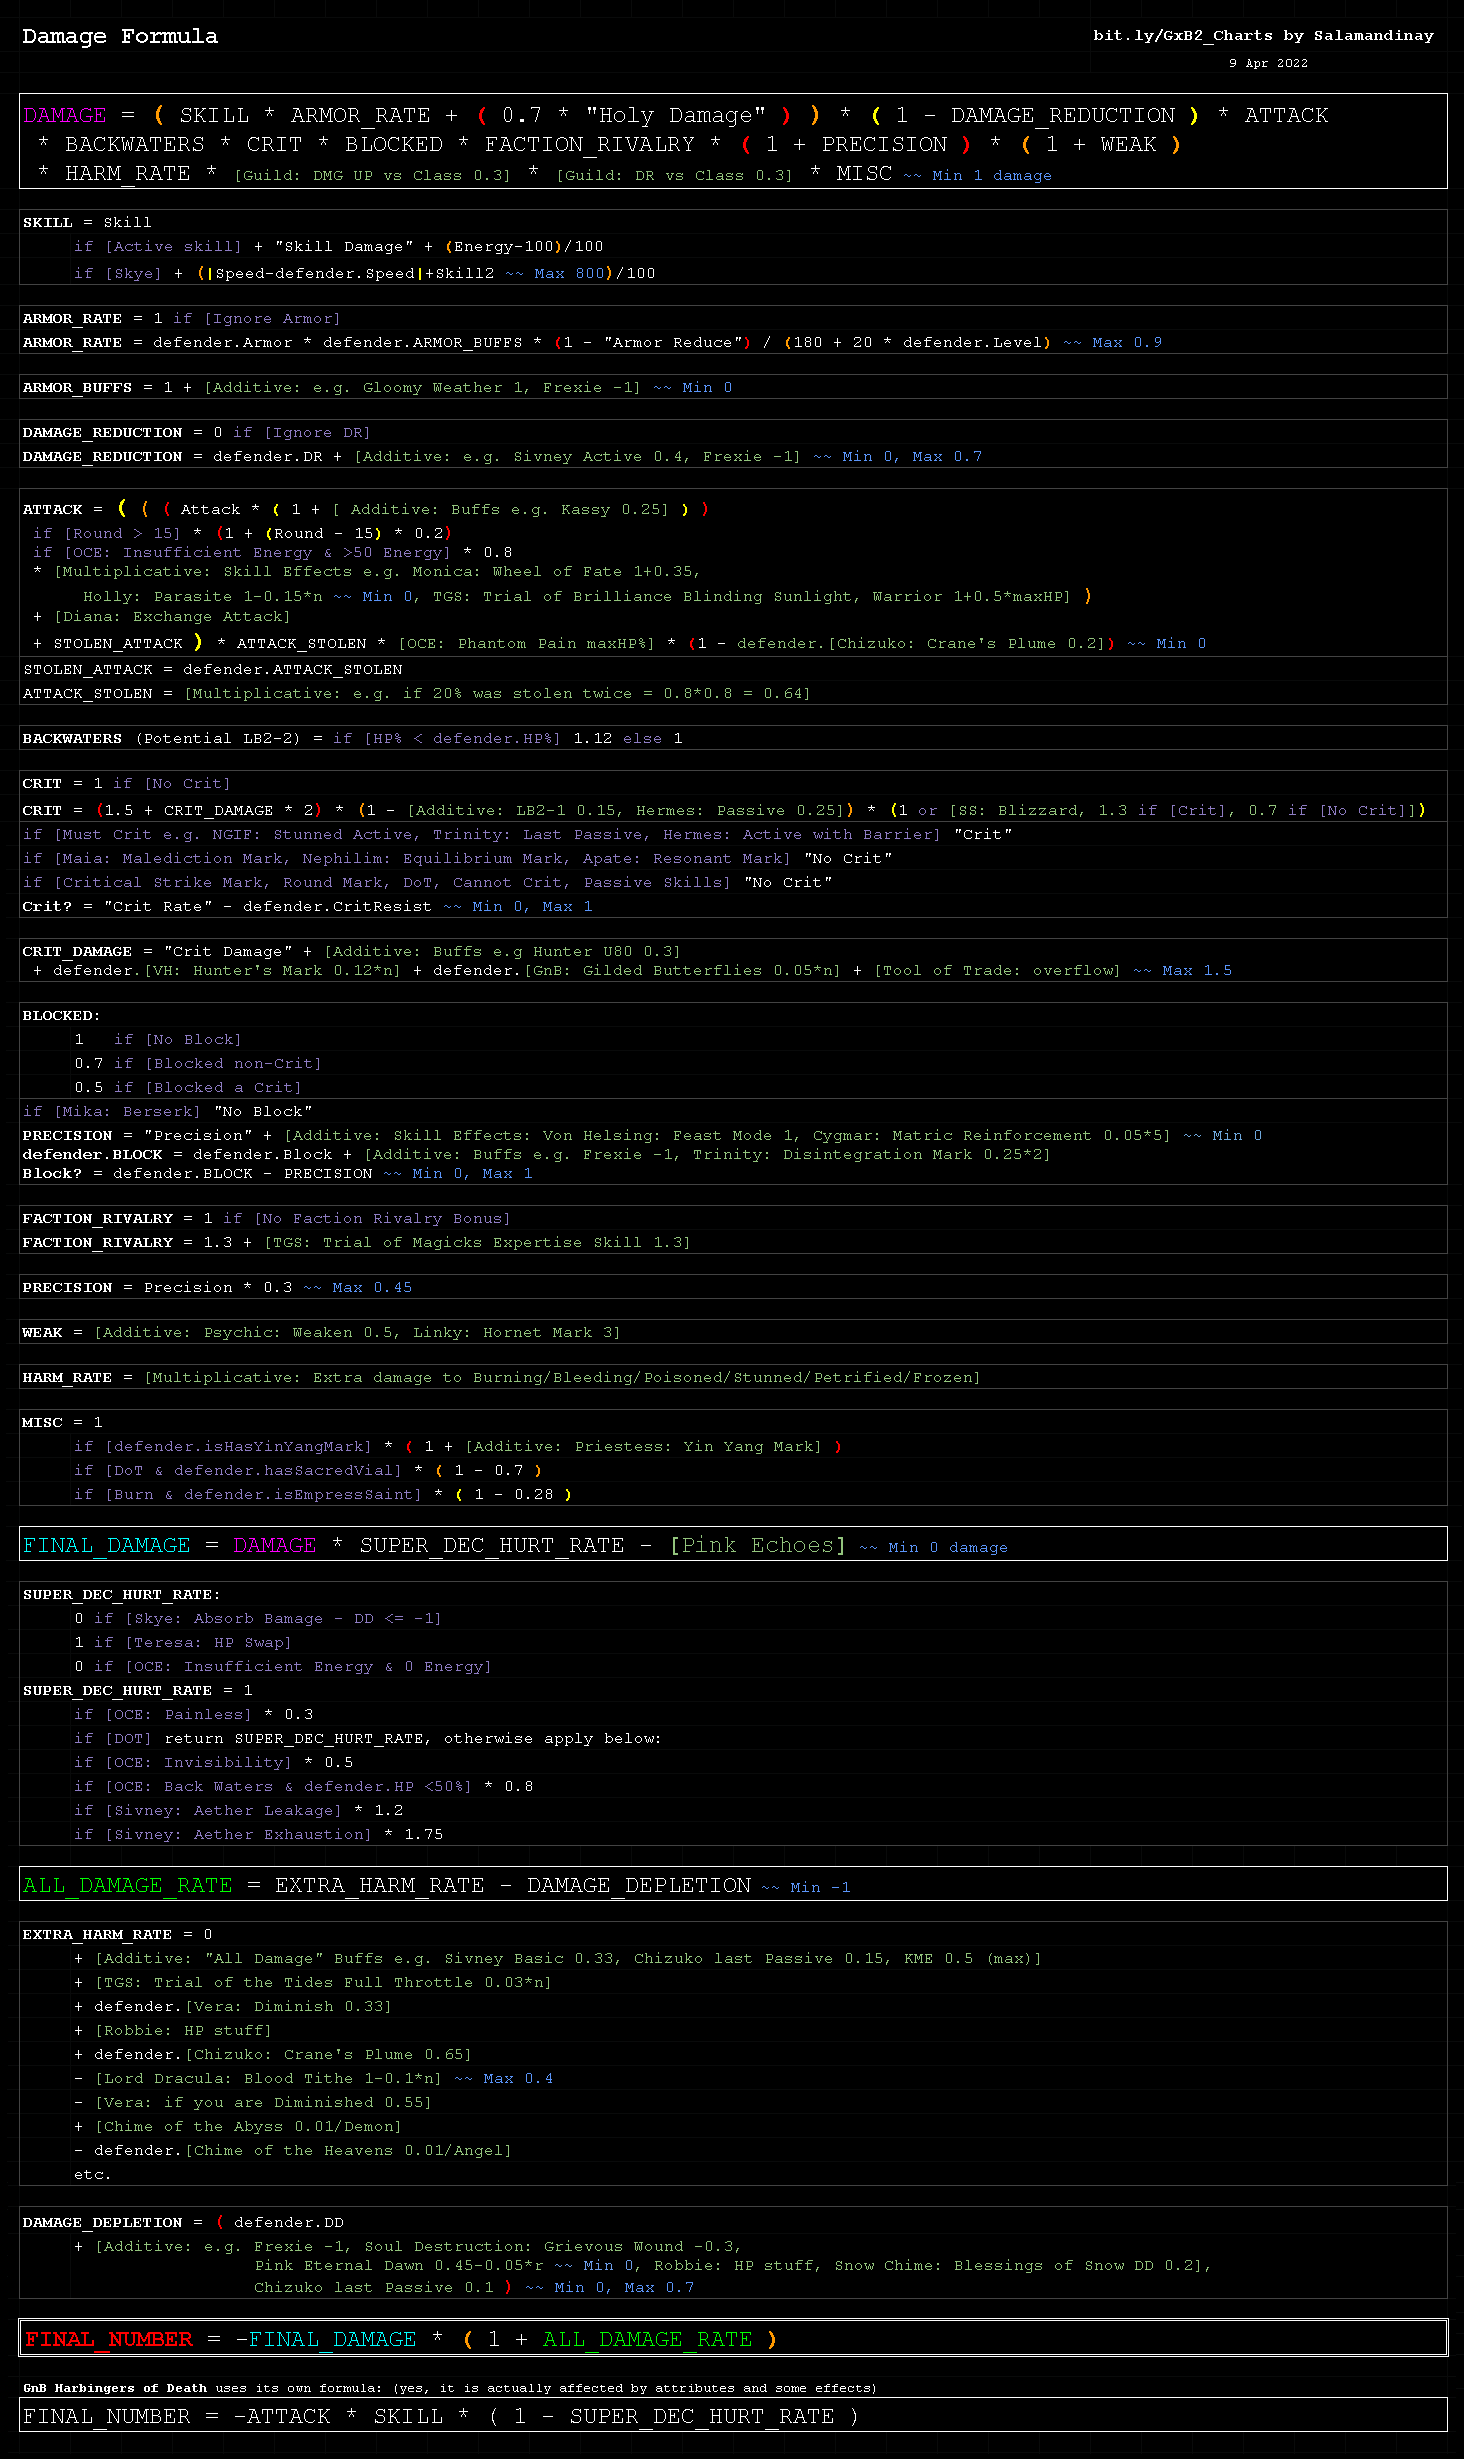 Damage Formula
bit.ly/GxB2_Charts by Salamandinay
9 Apr 2022
DAMAGE = ( SKILL * ARMOR_RATE + ( 0.7 * "Holy Damage" ) ) * ( 1 - DAMAGE_REDUCTION ) * ATTACK
* BACKWATERS * CRIT * BLOCKED * FACTION_RIVALRY * ( 1 + PRECISION ) * ( 1 + WEAK )
* HARM_RATE * [Guild: DMG UP vs Class 0.3] * [Guild: DR vs Class 0.3] * MISC ~~ Min 1 damage
SKILL = Skill
if [Active skill] + "Skill Damage" + (Energy-100)/100
if [Skye] + (|Speed-defender.Speed|+Skill2 ~~ Max 800)/100
ARMOR_RATE = 1 if [Ignore Armor]
ARMOR_RATE = defender.Armor * defender.ARMOR_BUFFS * (1 - "Armor Reduce") / (180 + 20 * defender.Level) ~~ Max 0.9
ARMOR_BUFFS = 1 + [Additive: e.g. Gloomy Weather 1, Frexie -1] ~~ Min 0
DAMAGE_REDUCTION = 0 if [Ignore DR]
DAMAGE_REDUCTION = defender.DR + [Additive: e.g. Sivney Active 0.4, Frexie -1] ~~ Min 0, Max 0.7
ATTACK = ( ( ( Attack * ( 1 + [ Additive: Buffs e.g. Kassy 0.25] ) )
if [Round > 15] * (1 + (Round - 15) * 0.2)
if [OCE: Insufficient Energy & >50 Energy] * 0.8
* [Multiplicative: Skill Effects e.g. Monica: Wheel of Fate 1+0.35,
Holly: Parasite 1-0.15*n ~~ Min 0, TGS: Trial of Brilliance Blinding Sunlight, Warrior 1+0.5*maxHP] )
+ [Diana: Exchange Attack]
+ STOLEN_ATTACK ) * ATTACK_STOLEN * [OCE: Phantom Pain maxHP%] * (1 - defender.[Chizuko: Crane's Plume 0.2]) ~~ Min 0
STOLEN_ATTACK = defender.ATTACK_STOLEN
ATTACK_STOLEN = [Multiplicative: e.g. if 20% was stolen twice = 0.8*0.8 = 0.64]
BACKWATERS (Potential LB2-2) = if [HP% < defender.HP%] 1.12 else 1
CRIT = 1 if [No Crit]
CRIT = (1.5 + CRIT_DAMAGE * 2) * (1 - [Additive: LB2-1 0.15, Hermes: Passive 0.25]) * (1 or [SS: Blizzard, 1.3 if [Crit], 0.7 if [No Crit]])
if [Must Crit e.g. NGIF: Stunned Active, Trinity: Last Passive, Hermes: Active with Barrier] "Crit"
if [Maia: Malediction Mark, Nephilim: Equilibrium Mark, Apate: Resonant Mark] "No Crit"
if [Critical Strike Mark, Round Mark, DoT, Cannot Crit, Passive Skills] "No Crit"
Crit? = "Crit Rate" - defender.CritResist ~~ Min 0, Max 1
CRIT_DAMAGE = "Crit Damage" + [Additive: Buffs e.g Hunter U80 0.3]
+ defender.[VH: Hunter's Mark 0.12*n] + defender.[GnB: Gilded Butterflies 0.05*n] + [Tool of Trade: overflow] ~~ Max 1.5
BLOCKED:
1 if [No Block]
0.7 if [Blocked non-Crit]
0.5 if [Blocked a Crit]
if [Mika: Berserk] "No Block"
PRECISION = "Precision" + [Additive: Skill Effects: Von Helsing: Feast Mode 1, Cygmar: Matric Reinforcement 0.05*5] ~~ Min 0
defender.BLOCK = defender.Block + [Additive: Buffs e.g. Frexie -1, Trinity: Disintegration Mark 0.25*2]
Block? = defender.BLOCK - PRECISION ~~ Min 0, Max 1
FACTION_RIVALRY = 1 if [No Faction Rivalry Bonus]
FACTION_RIVALRY = 1.3 + [TGS: Trial of Magicks Expertise Skill 1.3]
PRECISION = Precision * 0.3 ~~ Max 0.45
WEAK = [Additive: Psychic: Weaken 0.5, Linky: Hornet Mark 3]
HARM_RATE = [Multiplicative: Extra damage to Burning/Bleeding/Poisoned/Stunned/Petrified/Frozen]
MISC = 1
if [defender.isHasYinYangMark] * ( 1 + [Additive: Priestess: Yin Yang Mark] )
if [DoT & defender.hasSacredVial] * ( 1 - 0.7 )
if [Burn & defender.isEmpressSaint] * ( 1 - 0.28 )
FINAL_DAMAGE = DAMAGE * SUPER_DEC_HURT_RATE - [Pink Echoes] ~~ Min 0 damage
SUPER_DEC_HURT_RATE:
0 if [Skye: Absorb Bamage - DD <= -1]
1 if [Teresa: HP Swap]
0 if [OCE: Insufficient Energy & 0 Energy]
SUPER_DEC_HURT_RATE = 1
if [OCE: Painless] * 0.3
if [DOT] return SUPER_DEC_HURT_RATE, otherwise apply below:
if [OCE: Invisibility] * 0.5
if [OCE: Back Waters & defender.HP <50%] * 0.8
if [Sivney: Aether Leakage] * 1.2
if [Sivney: Aether Exhaustion] * 1.75
ALL_DAMAGE_RATE = EXTRA_HARM_RATE - DAMAGE_DEPLETION ~~ Min -1
EXTRA_HARM_RATE = 0
+ [Additive: "All Damage" Buffs e.g. Sivney Basic 0.33, Chizuko last Passive 0.15, KME 0.5 (max)]
+ [TGS: Trial of the Tides Full Throttle 0.03*n]
+ defender.[Vera: Diminish 0.33]
+ [Robbie: HP stuff]
+ defender.[Chizuko: Crane's Plume 0.65]
- [Lord Dracula: Blood Tithe 1-0.1*n] ~~ Max 0.4
- [Vera: if you are Diminished 0.55]
+ [Chime of the Abyss 0.01/Demon]
- defender.[Chime of the Heavens 0.01/Angel]
etc.
DAMAGE_DEPLETION = ( defender.DD
+ [Additive: e.g. Frexie -1, Soul Destruction: Grievous Wound -0.3,
Pink Eternal Dawn 0.45-0.05*r ~~ Min 0, Robbie: HP stuff, Snow Chime: Blessings of Snow DD 0.2],
Chizuko last Passive 0.1 ) ~~ Min 0, Max 0.7
FINAL_NUMBER = -FINAL_DAMAGE * ( 1 + ALL_DAMAGE_RATE )
GnB Harbingers of Death uses its own formula: (yes, it is actually affected by attributes and some effects)
FINAL_NUMBER = -ATTACK * SKILL * ( 1 - SUPER_DEC_HURT_RATE )